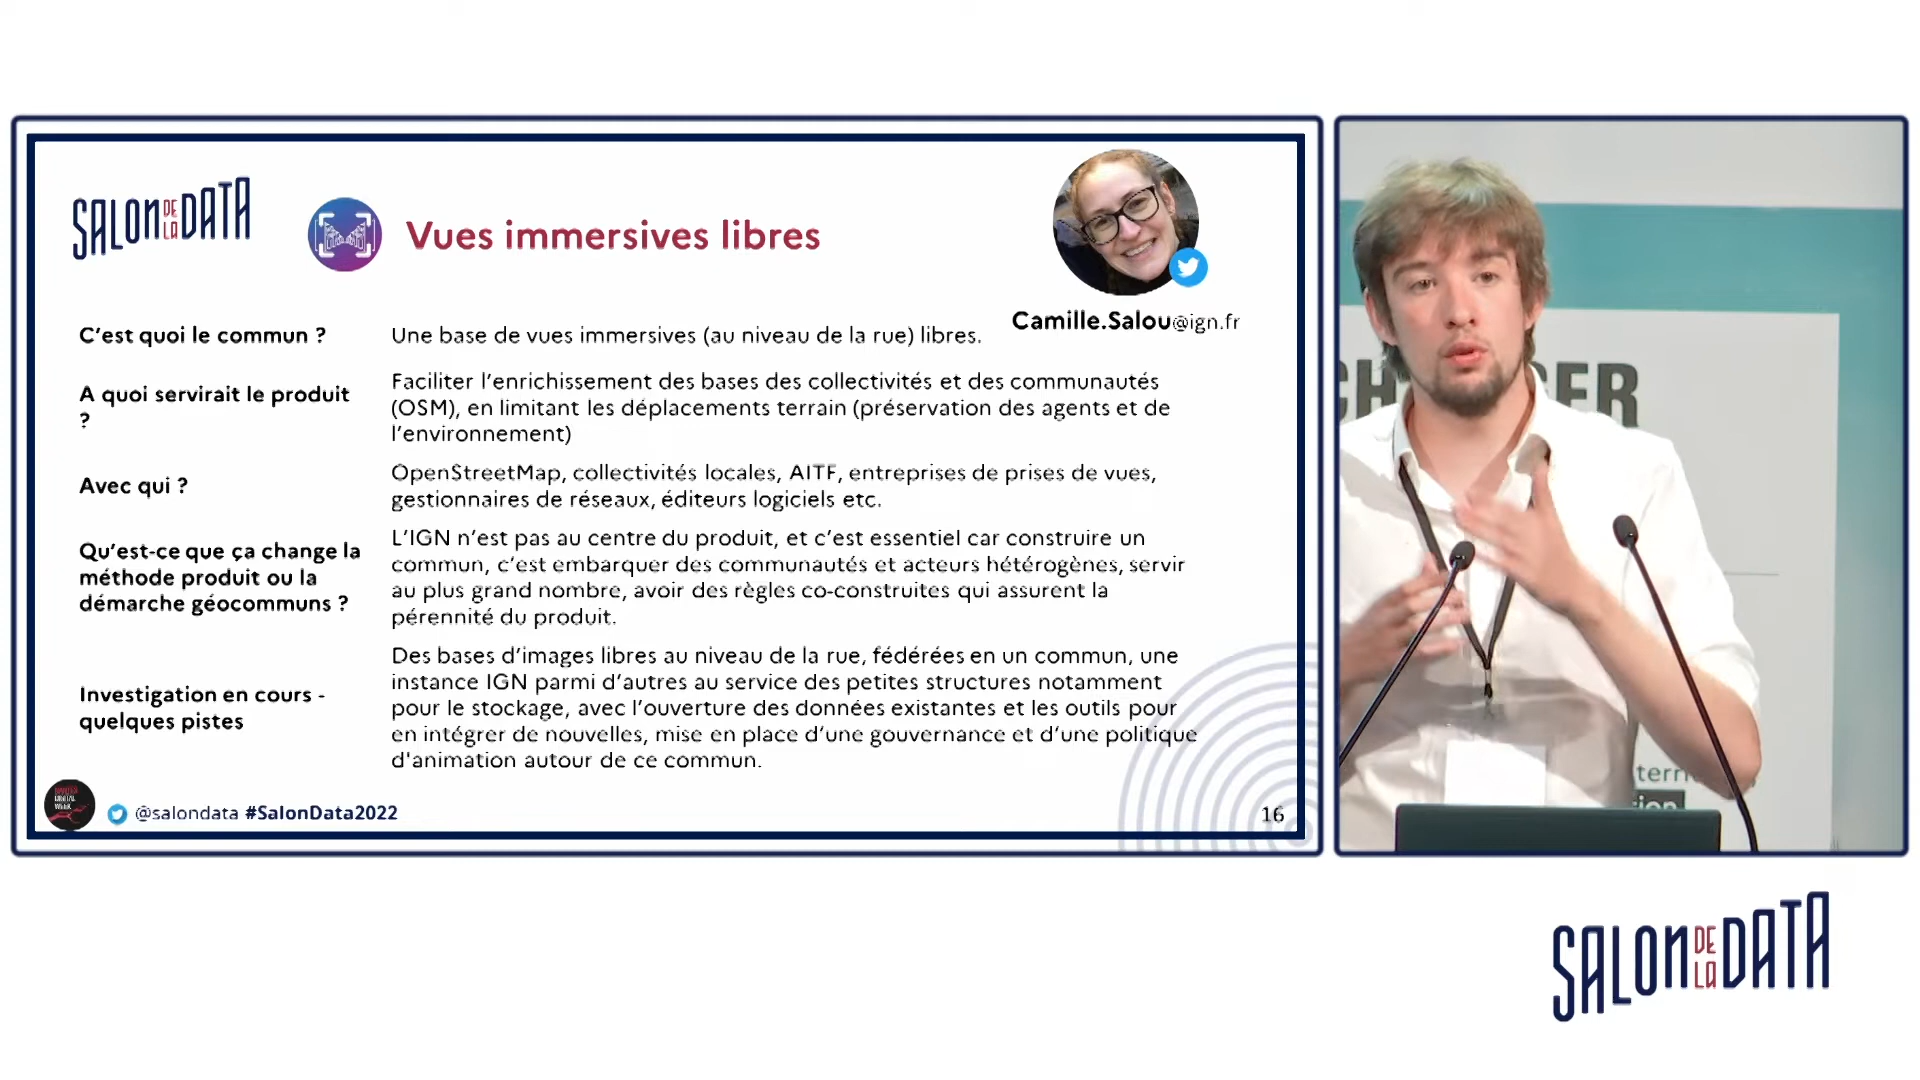 SALON DE LA DATA
Vues immersives libres
Camille.Salou@ign.fr
C'est quoi le commun ?
Une base de vues immersives (au niveau de la rue) libres.
A quoi servirait le produit
?
Faciliter l'enrichissement des bases des collectivités et des communautés
(OSM), en limitant les déplacements terrain (préservation des agents et de
l'environnement)
Avec qui ?
OpenStreetMap, collectivités locales, AITF, entreprises de prises de vues,
gestionnaires de réseaux, éditeurs logiciels etc.
Qu'est-ce que ça change la
méthode produit ou la
démarche géocommuns ?
L'IGN n'est pas au centre du produit, et c'est essentiel car construire un
commun, c'est embarquer des communautés et acteurs hétérogènes, servir
au plus grand nombre, avoir des règles co-construites qui assurent la
pérennité du produit.
Investigation en cours -
quelques pistes
Des bases d'images libres au niveau de la rue, fédérées en un commun, une
instance IGN parmi d'autres au service des petites structures notamment
pour le stockage, avec l'ouverture des données existantes et les outils pour
en intégrer de nouvelles, mise en place d'une gouvernance et d'une politique
d'animation autour de ce commun.
@salondata #SalonData2022
16
SALON DE LA DATA